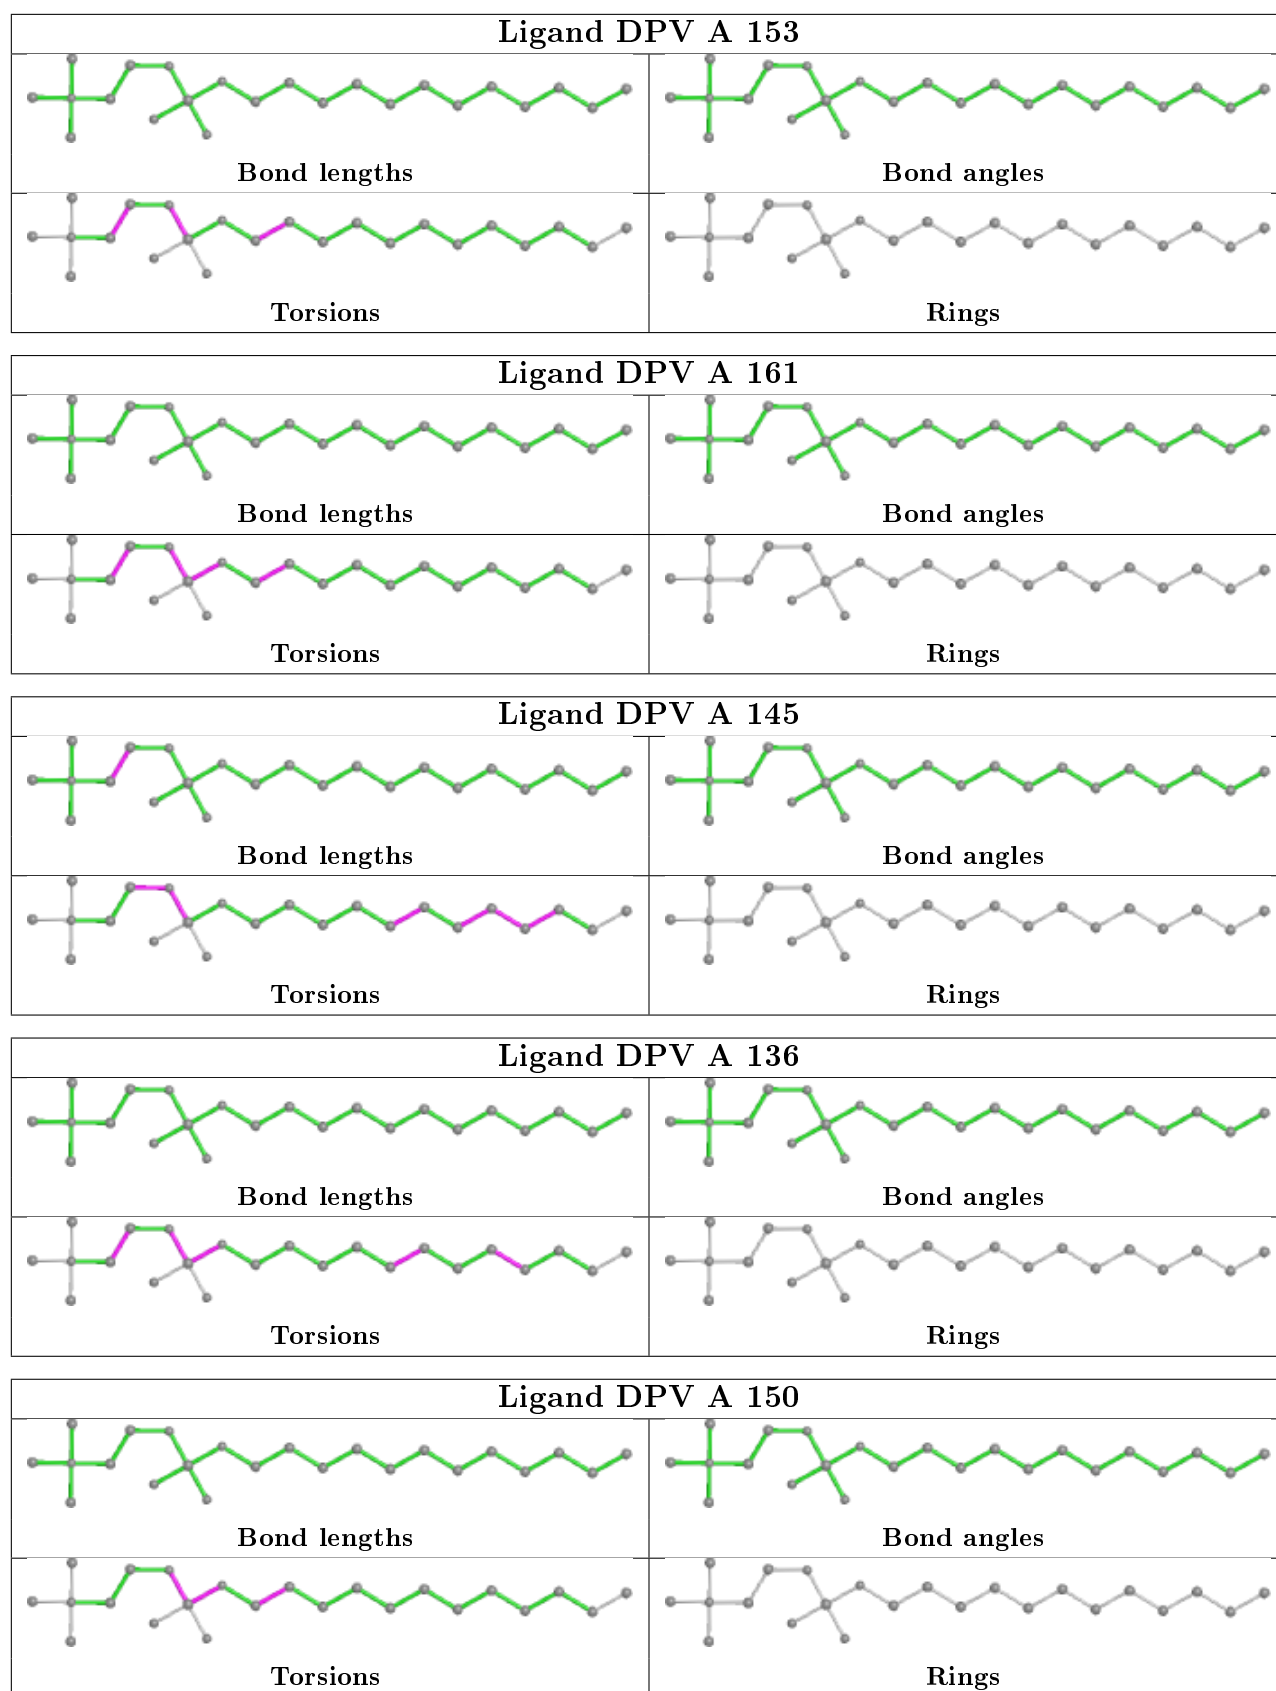 Ligand DPV A 153
Bond lengths
Bond angles
Torsions
Rings
Ligand DPV A 161
Bond lengths
Bond angles
Torsions
Rings
Ligand DPV A 145
Bond lengths
Bond angles
Torsions
Rings
Ligand DPV A 136
Bond lengths
Bond angles
Torsions
Rings
Ligand DPV A 150
Bond lengths
Bond angles
Torsions
Rings